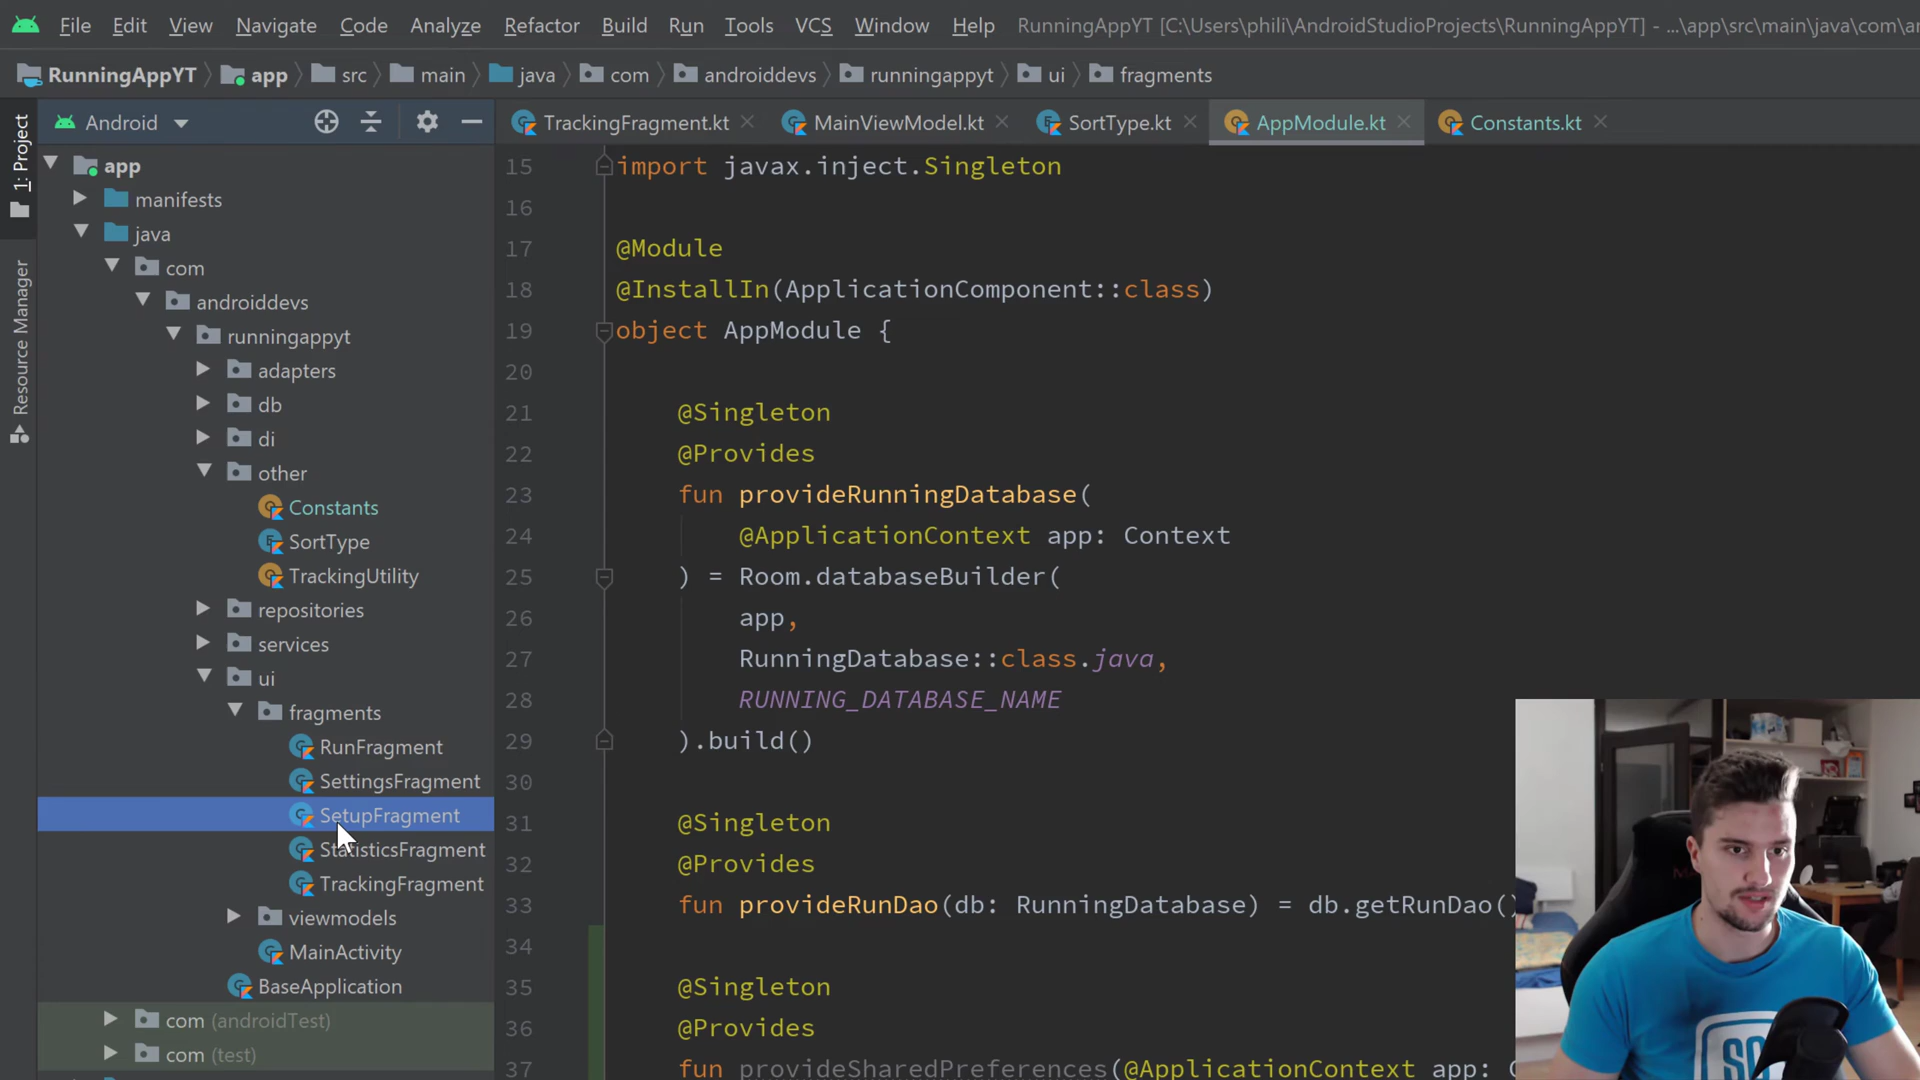 File Edit View Navigate Code Analyze Refactor Build Run Tools VCS Window Help RunningAppYT [C:\Users\phili\AndroidStudioProjects\RunningAppYT] - ...\app\src\main\java\com\an
RunningAppYT app src main java com androiddevs runningappyt ui fragments
Android
TrackingFragment.kt MainViewModel.kt SortType.kt AppModule.kt Constants.kt
1: Project
Resource Manager
app
manifests
java
com
androiddevs
runningappyt
adapters
db
di
other
Constants
SortType
TrackingUtility
repositories
services
ui
fragments
RunFragment
SettingsFragment
SetupFragment
StatisticsFragment
TrackingFragment
viewmodels
MainActivity
BaseApplication
com (androidTest)
com (test)
15 import javax.inject.Singleton
16
17 @Module
18 @InstallIn(ApplicationComponent::class)
19 object AppModule {
20
21 @Singleton
22 @Provides
23 fun provideRunningDatabase(
24 @ApplicationContext app: Context
25 ) = Room.databaseBuilder(
26 app,
27 RunningDatabase::class.java,
28 RUNNING_DATABASE_NAME
29 ).build()
30
31 @Singleton
32 @Provides
33 fun provideRunDao(db: RunningDatabase) = db.getRunDao()
34
35 @Singleton
36 @Provides
37 fun provideSharedPreferences(@ApplicationContext app: